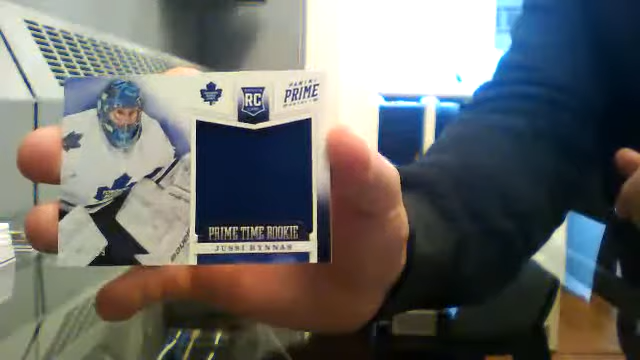 RC
PANINI
PRIME
PRIME TIME ROOKIE
JUSSI RYNNAS